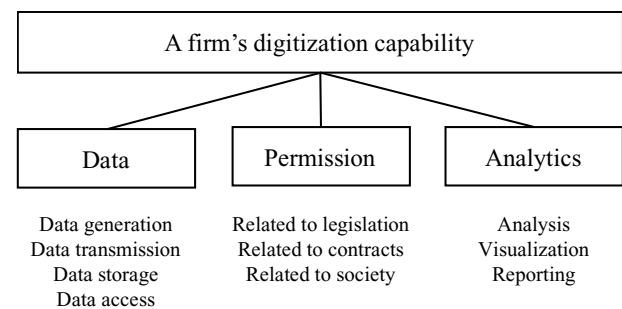 A firm’s digitization capability
Data
Permission
Analytics
Data generation
Data transmission
Data storage
Data access
Related to legislation
Related to contracts
Related to society
Analysis
Visualization
Reporting